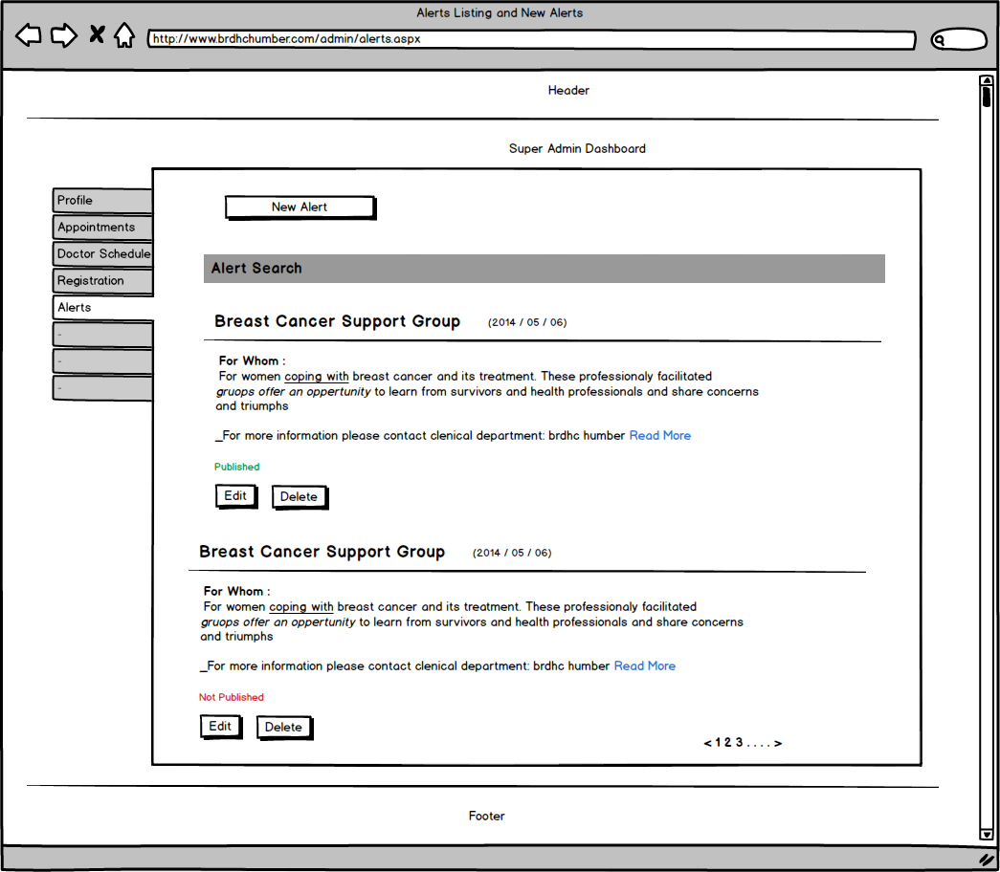 Alerts Listing and New Alerts
http://www.brdhchumber.com/admin/alerts.aspx
Header
Super Admin Dashboard
Profile
Appointments
Doctor Schedule
Registration
Alerts
-
-
-
New Alert
Alert Search
Breast Cancer Support Group (2014 / 05 / 06)
For Whom :
For women coping with breast cancer and its treatment. These professionaly facilitated
gruops offer an oppertunity to learn from survivors and health professionals and share concerns
and triumphs
_For more information please contact clenical department: brdhc humber Read More
Published
Edit Delete
Breast Cancer Support Group (2014 / 05 / 06)
For Whom :
For women coping with breast cancer and its treatment. These professionaly facilitated
gruops offer an oppertunity to learn from survivors and health professionals and share concerns
and triumphs
_For more information please contact clenical department: brdhc humber Read More
Not Published
Edit Delete
< 1 2 3 . . . . >
Footer